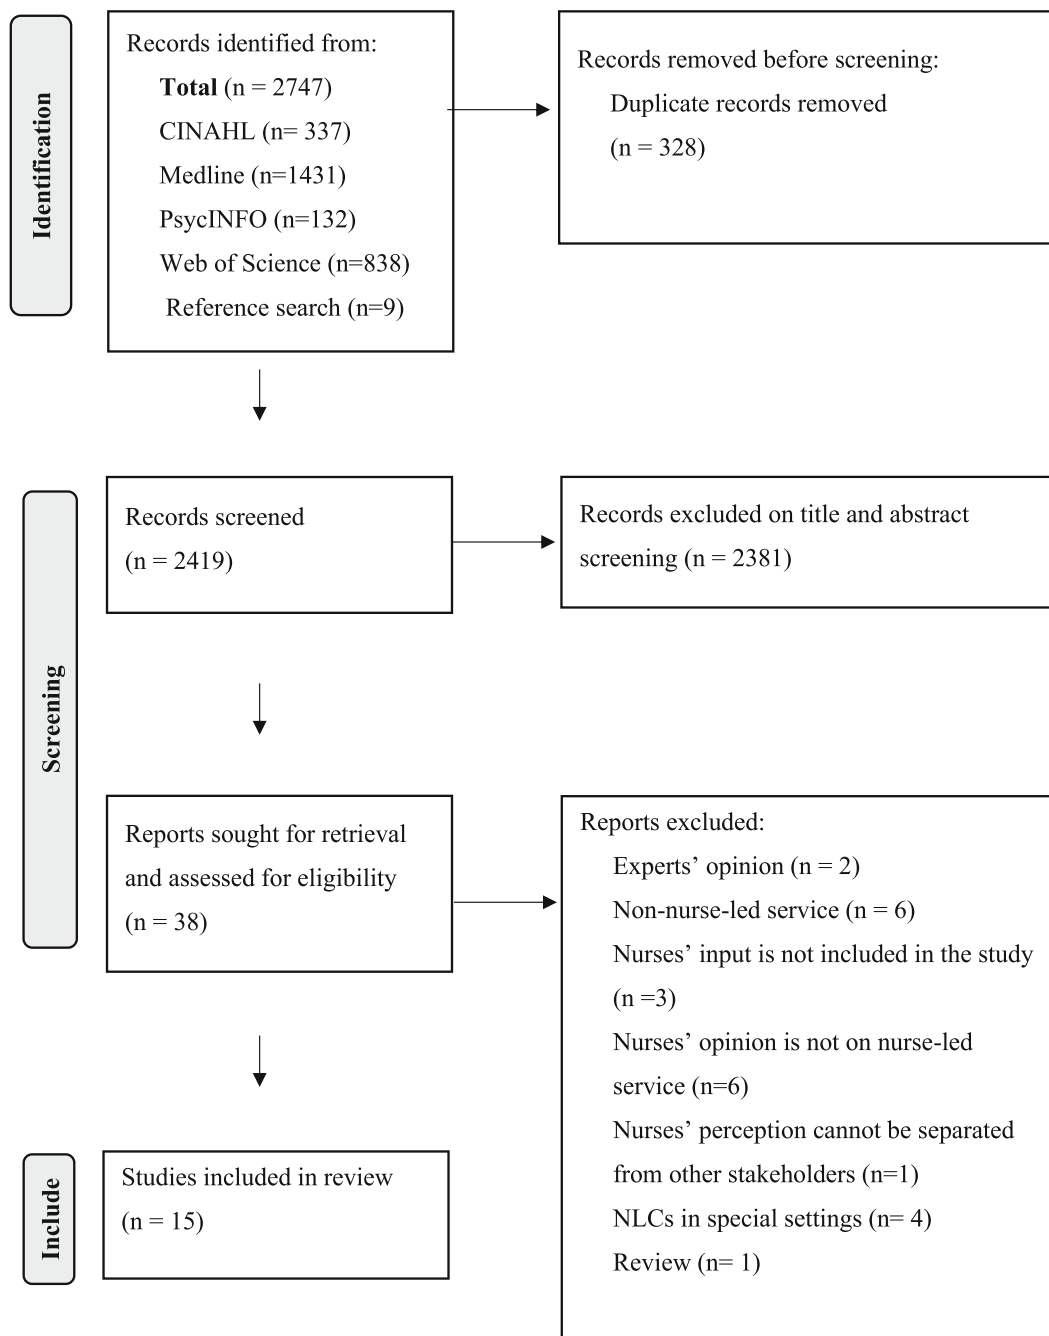 Identification
Records identified from:
Total (n = 2747)
CINAHL (n= 337)
Medline (n=1431)
PsycINFO (n=132)
Web of Science (n=838)
Reference search (n=9)
Records removed before screening:
Duplicate records removed
(n = 328)
Screening
Records screened
(n = 2419)
Records excluded on title and abstract
screening (n = 2381)
Reports sought for retrieval
and assessed for eligibility
(n = 38)
Reports excluded:
Experts’ opinion (n = 2)
Non-nurse-led service (n = 6)
Nurses’ input is not included in the study
(n =3)
Nurses’ opinion is not on nurse-led
service (n=6)
Nurses’ perception cannot be separated
from other stakeholders (n=1)
NLCs in special settings (n= 4)
Review (n= 1)
Include
Studies included in review
(n = 15)